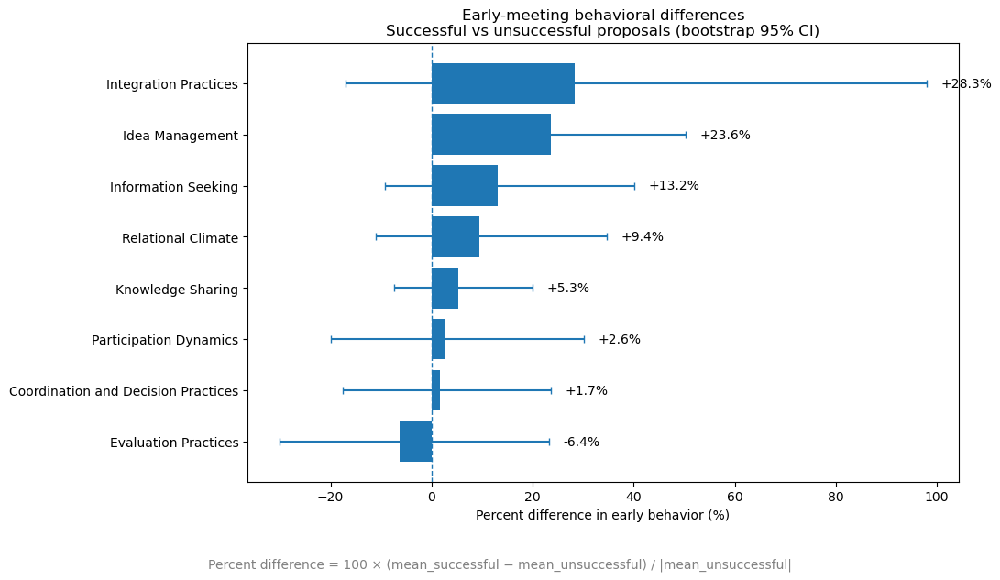 Early-meeting behavioral differences
Successful vs unsuccessful proposals (bootstrap 95% CI)
Integration Practices
+28.3%
Idea Management
+23.6%
Information Seeking
+13.2%
Relational Climate
+9.4%
Knowledge Sharing
+5.3%
Participation Dynamics
+2.6%
Coordination and Decision Practices
+1.7%
Evaluation Practices
-6.4%
−20 0 20 40 60 80 100
Percent difference in early behavior (%)
Percent difference = 100 × (mean_successful − mean_unsuccessful) / |mean_unsuccessful|